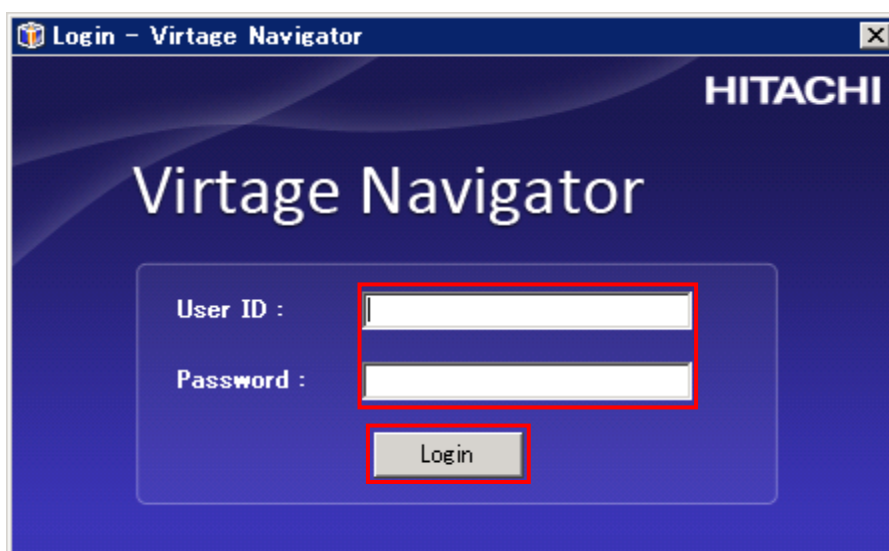 Login - Virtage Navigator
HITACHI
Virtage Navigator
User ID :
Password :
Login